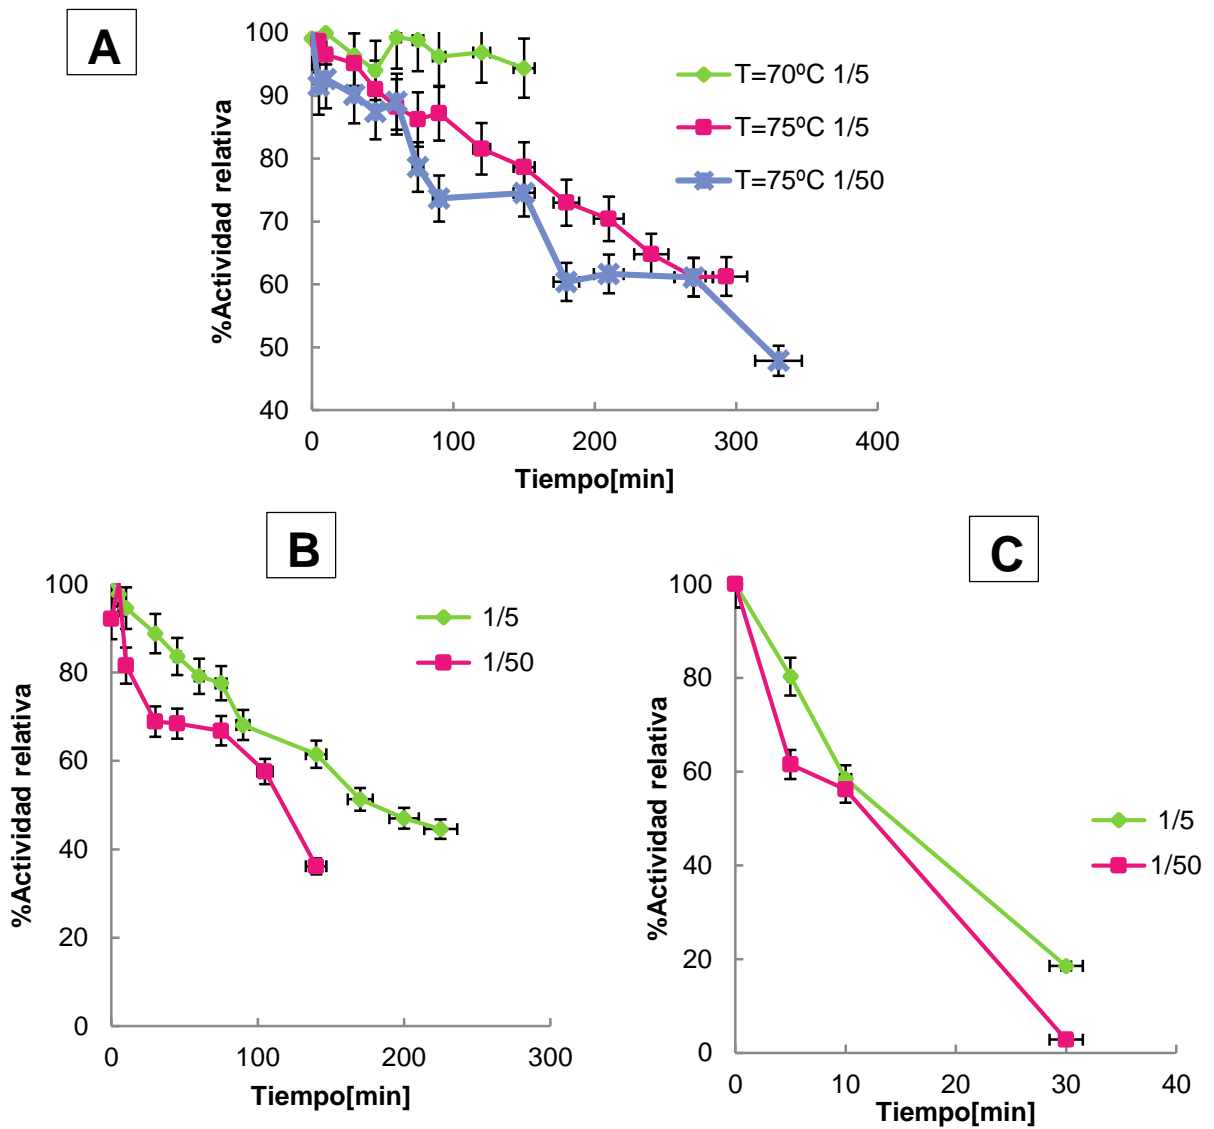 A
100
90
80
70
60
50
40
%Actividad relativa
0 100 200 300 400
Tiempo[min]
T=70ºC 1/5
T=75ºC 1/5
T=75ºC 1/50
B
100
80
60
40
20
0
%Actividad relativa
0 100 200 300
Tiempo[min]
1/5
1/50
C
100
80
60
40
20
0
%Actividad relativa
0 10 20 30 40
Tiempo[min]
1/5
1/50